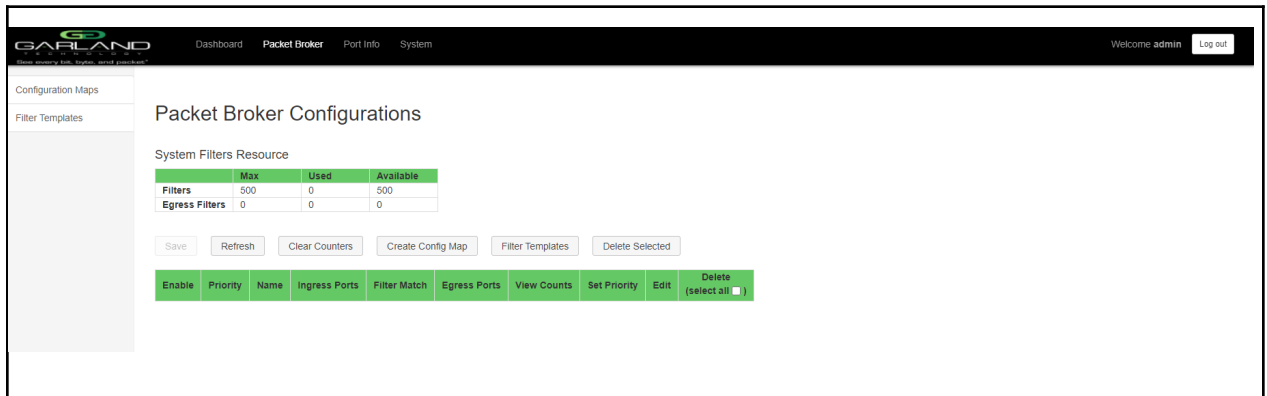 GARLAND
TECHNOLOGY
See every bit, byte, and packet®
Dashboard Packet Broker Port Info System
Welcome admin Log out
Configuration Maps
Filter Templates
Packet Broker Configurations
System Filters Resource
Max Used Available
Filters 500 0 500
Egress Filters 0 0 0
Save Refresh Clear Counters Create Config Map Filter Templates Delete Selected
Enable Priority Name Ingress Ports Filter Match Egress Ports View Counts Set Priority Edit Delete
(select all )